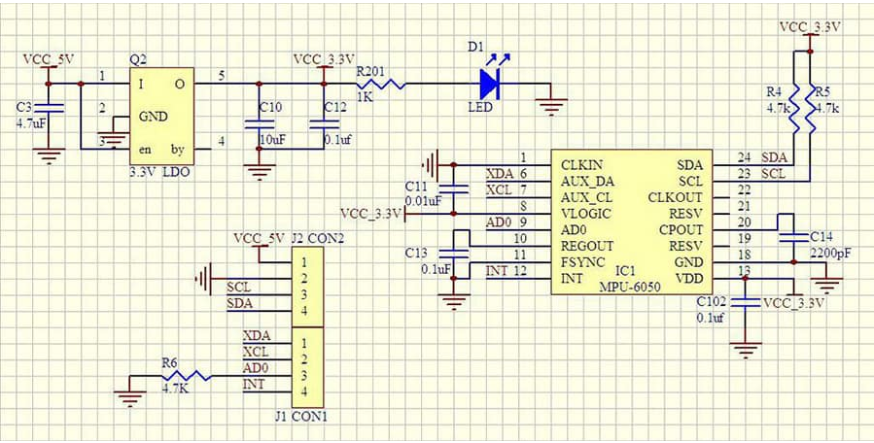 VCC_3.3V
VCC_5V
Q2
VCC_3.3V
D1
1
I
O
5
R201
1K
C3
4.7uF
2
GND
C10
10uF
C12
0.1uf
LED
R4
4.7k
R5
4.7k
3
en
by
4
3.3V LDO
1
CLKIN
SDA
24
SDA
XDA
6
AUX_DA
SCL
23
SCL
XCL
7
AUX_CL
CLKOUT
22
C11
0.01uF
VCC_3.3V
8
VLOGIC
RESV
21
AD0
9
AD0
CPOUT
20
10
REGOUT
RESV
19
C14
2200pF
C13
0.1uF
11
FSYNC
GND
18
INT
12
INT
IC1
VDD
13
MPU-6050
C102
0.1uf
VCC_3.3V
VCC_5V
J2 CON2
1
2
SCL
3
SDA
4
XDA
1
XCL
2
R6
4.7K
AD0
3
INT
4
J1 CON1